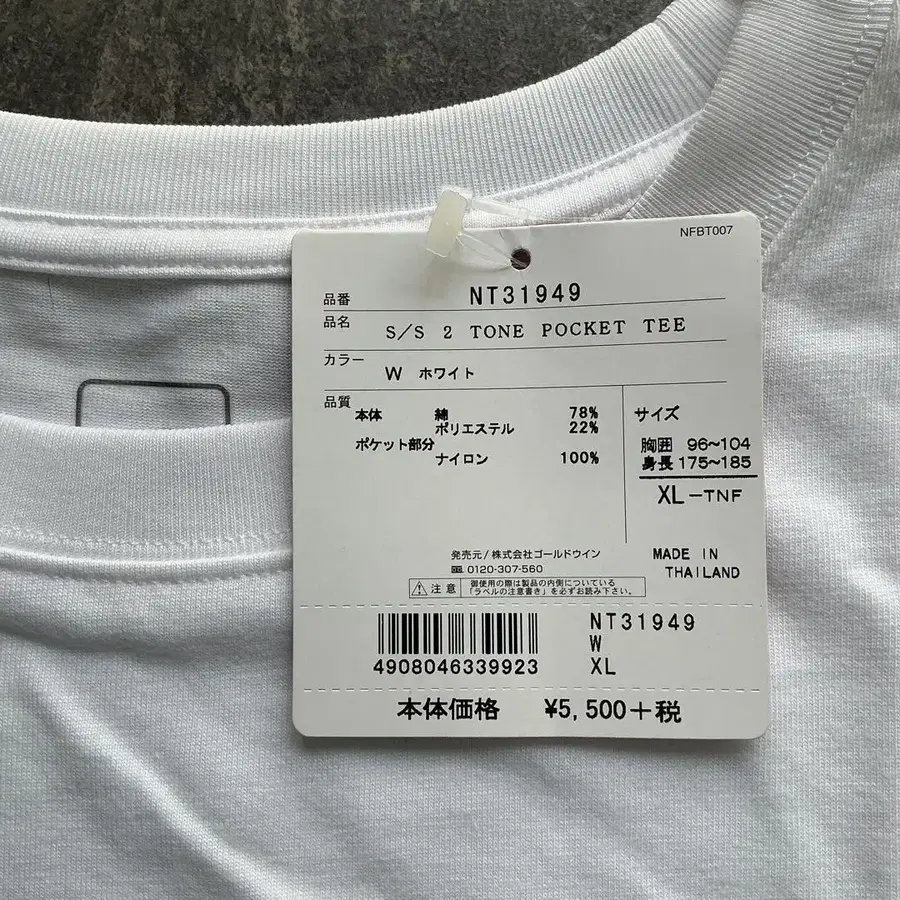 NFBT007
品番 NT31949
品名 S/S 2 TONE POCKET TEE
カラー W ホワイト
品質
本体 綿 78%
ポリエステル 22%
ポケット部分
ナイロン 100%
サイズ
胸囲 96~104
身長 175~185
XL-TNF
発売元/株式会社ゴールドウイン
0120-307-560
MADE IN
THAILAND
注意 御使用の際は製品の内側についている
「ラベルの注意書き」を必ずお読み下さい。
4908046339923
NT31949
W
XL
本体価格 ¥5,500+税